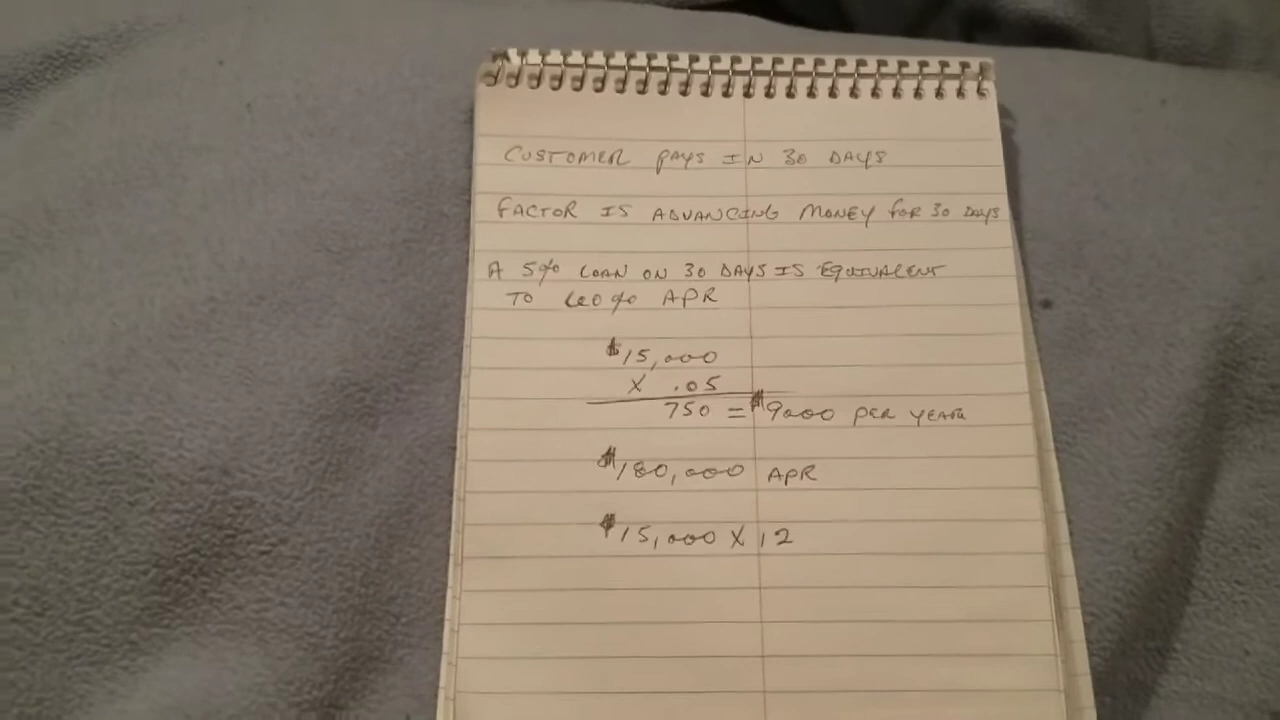 CUSTOMER PAYS IN 30 DAYS
FACTOR IS ADVANCING MONEY FOR 30 DAYS
A 5% LOAN ON 30 DAYS IS EQUIVALENT
TO 60% APR
$15,000
X .05
750 = $9000 PER YEAR
$180,000 APR
$15,000 X 12